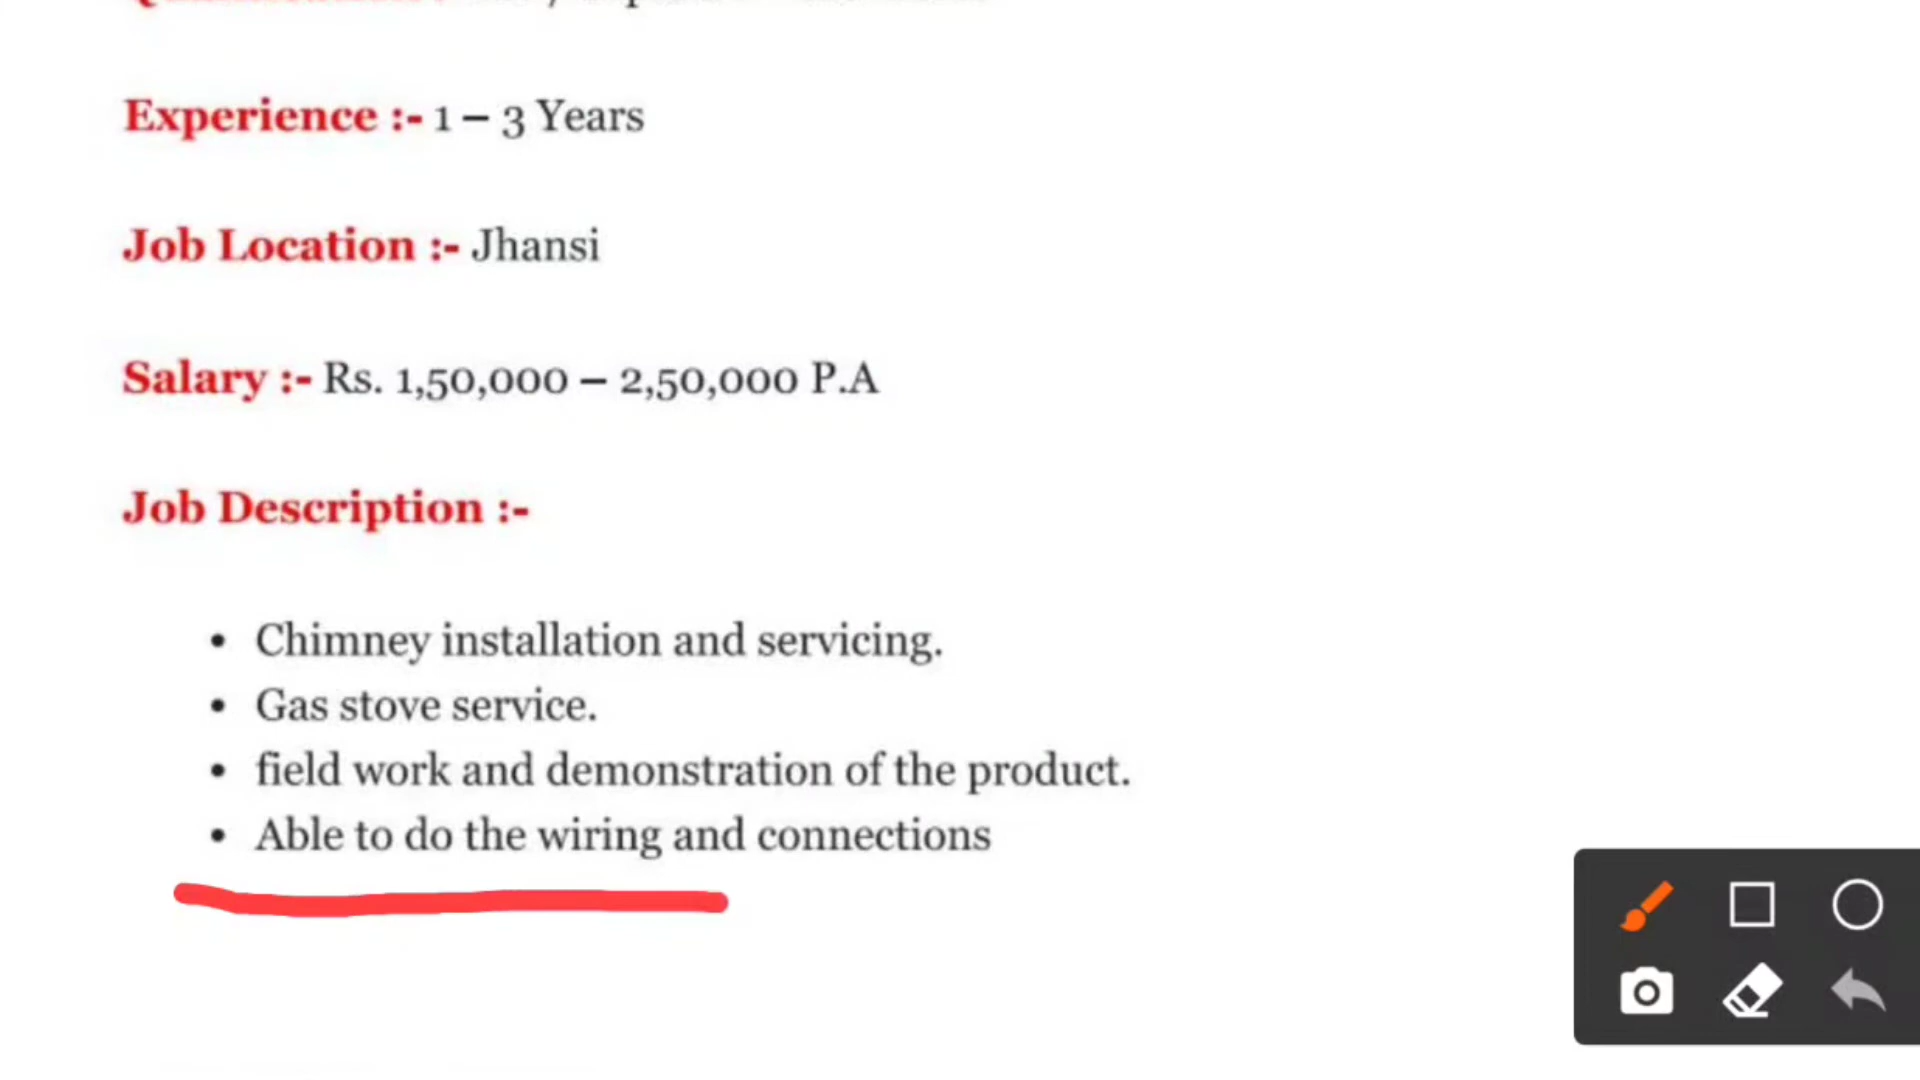 Experience :- 1 – 3 Years
Job Location :- Jhansi
Salary :- Rs. 1,50,000 – 2,50,000 P.A
Job Description :-
• Chimney installation and servicing.
• Gas stove service.
• field work and demonstration of the product.
• Able to do the wiring and connections